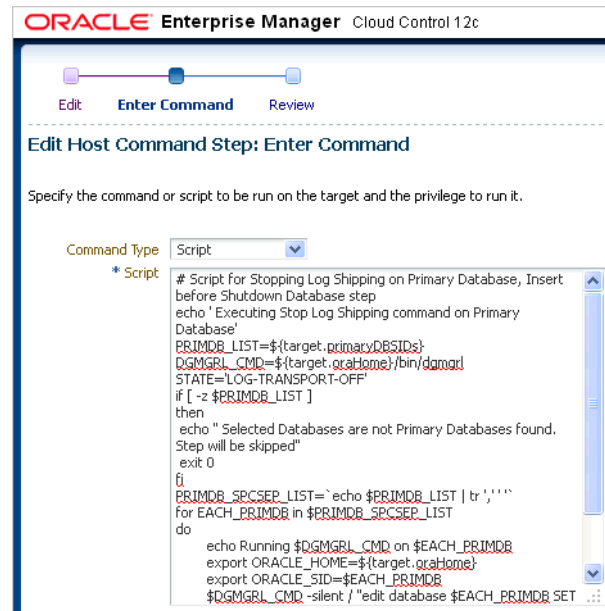 ORACLE Enterprise Manager Cloud Control 12c
Edit Enter Command Review
Edit Host Command Step: Enter Command
Specify the command or script to be run on the target and the privilege to run it.
Command Type Script
* Script
# Script for Stopping Log Shipping on Primary Database, Insert
before Shutdown Database step
echo ' Executing Stop Log Shipping command on Primary
Database'
PRIMDB_LIST=${target.primaryDBSIDs}
DGMGRL_CMD=${target.oraHome}/bin/dgmgrl
STATE='LOG-TRANSPORT-OFF'
if [ -z $PRIMDB_LIST ]
then
echo " Selected Databases are not Primary Databases found.
Step will be skipped"
exit 0
fi
PRIMDB_SPCSEP_LIST=`echo $PRIMDB_LIST | tr ',' ' '`
for EACH_PRIMDB in $PRIMDB_SPCSEP_LIST
do
echo Running $DGMGRL_CMD on $EACH_PRIMDB
export ORACLE_HOME=${target.oraHome}
export ORACLE_SID=$EACH_PRIMDB
$DGMGRL_CMD -silent / "edit database $EACH_PRIMDB SET